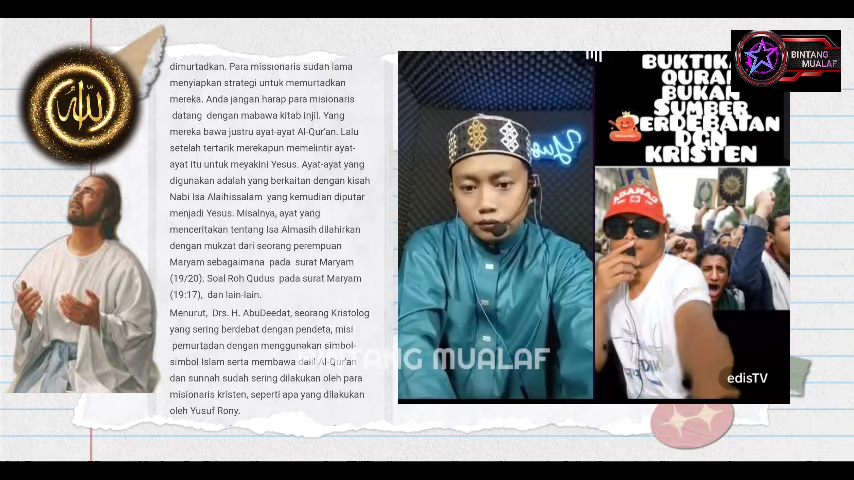 dimurtadkan. Para missionaris sudah lama
menyiapkan strategi untuk memurtadkan
mereka. Anda jangan harap para misionaris
datang dengan mabawa kitab injil. Yang
mereka bawa justru ayat-ayat Al-Qur'an. Lalu
setelah tertarik merekapun memelintir ayat-
ayat itu untuk meyakini Yesus. Ayat-ayat yang
digunakan adalah yang berkaitan dengan kisah
Nabi Isa Alaihissalam yang kemudian diputar
menjadi Yesus. Misalnya, ayat yang
menceritakan tentang Isa Almasih dilahirkan
dengan mukzat dari seorang perempuan
Maryam sebagaimana pada surat Maryam
(19/20). Soal Roh Qudus pada surat Maryam
(19:17), dan lain-lain.
Menurut, Drs. H. AbuDeedat, seorang Kristolog
yang sering berdebat dengan pendeta, misi
pemurtadan dengan menggunakan simbol-
simbol Islam serta membawa dalil Al-Qur'an
dan sunnah sudah sering dilakukan oleh para
misionaris kristen, seperti apa yang dilakukan
oleh Yusuf Rony.
الله
BINTANG MUALAF
BUKTIKA
QURAN
BUKAN
SUMBER
PERDEBATAN
DGN
KRISTEN
edisTV
BINTANG
MUALAF